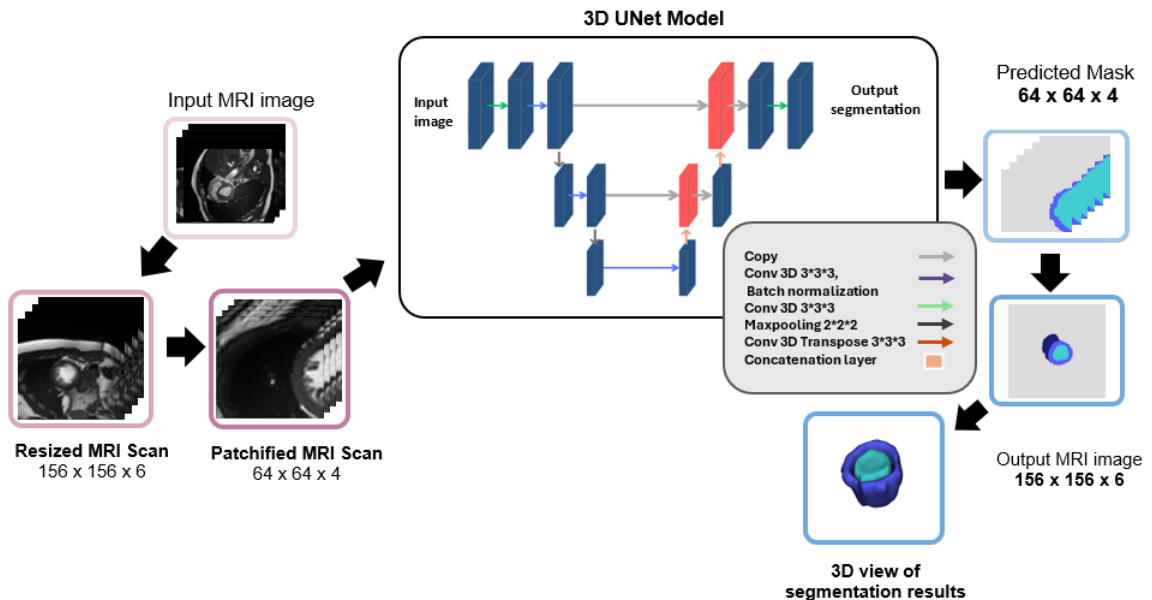 3D UNet Model
Input MRI image
Input
image
Output
segmentation
Predicted Mask
64 x 64 x 4
Copy
Conv 3D 3*3*3,
Batch normalization
Conv 3D 3*3*3
Maxpooling 2*2*2
Conv 3D Transpose 3*3*3
Concatenation layer
Resized MRI Scan
156 x 156 x 6
Patchified MRI Scan
64 x 64 x 4
Output MRI image
156 x 156 x 6
3D view of
segmentation results